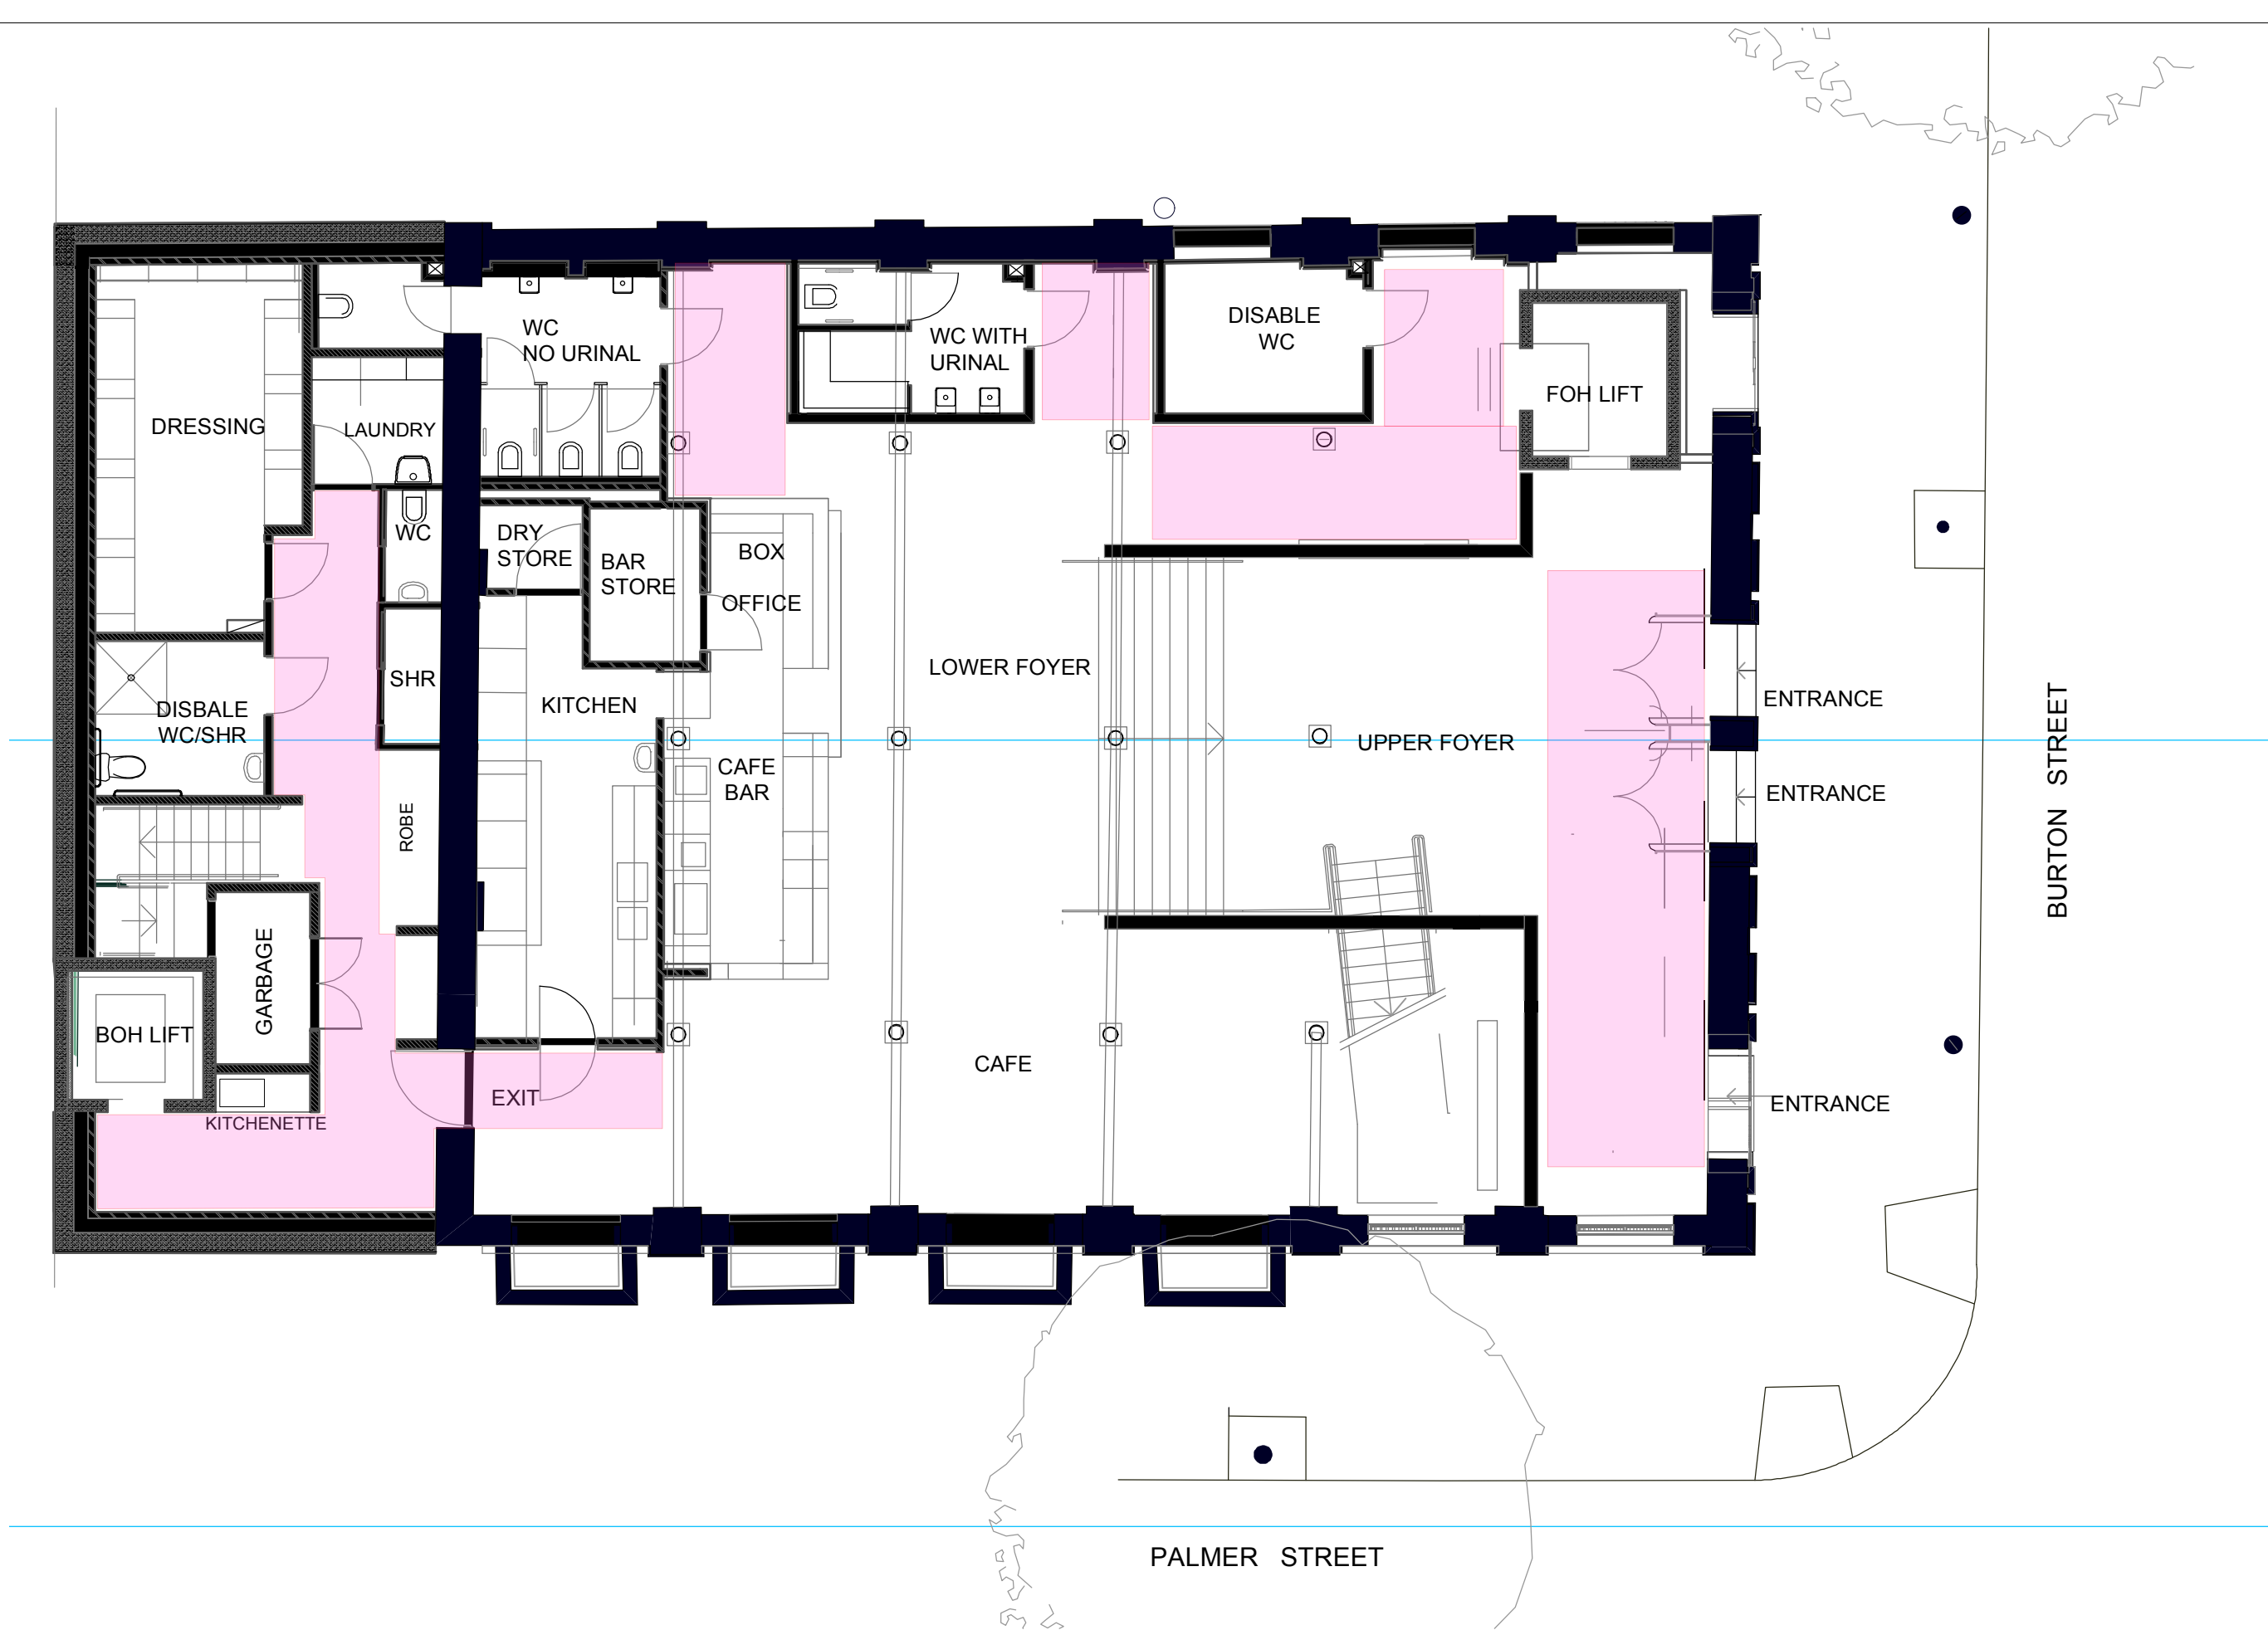 WC
NO URINAL
WC WITH
URINAL
DISABLE
WC
FOH LIFT
DRESSING
LAUNDRY
WC
DRY
STORE
BAR
STORE
BOX
OFFICE
LOWER FOYER
SHR
KITCHEN
DISBALE
WC/SHR
UPPER FOYER
ENTRANCE
CAFE
BAR
ENTRANCE
ROBE
BURTON STREET
GARBAGE
BOH LIFT
CAFE
EXIT
ENTRANCE
KITCHENETTE
PALMER STREET